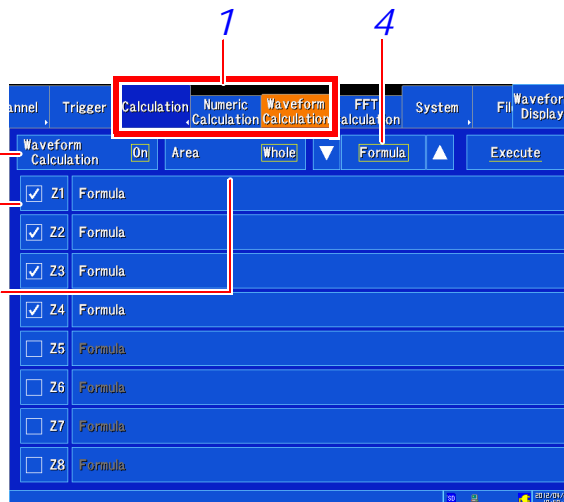 1 4
annel Trigger Calculation Numeric Calculation Waveform Calculation FFT alculation System Fil Wavefor Display
Waveform Calculation On Area Whole ▼ Formula ▲ Execute
Z1 Formula
Z2 Formula
Z3 Formula
Z4 Formula
Z5 Formula
Z6 Formula
Z7 Formula
Z8 Formula
SD